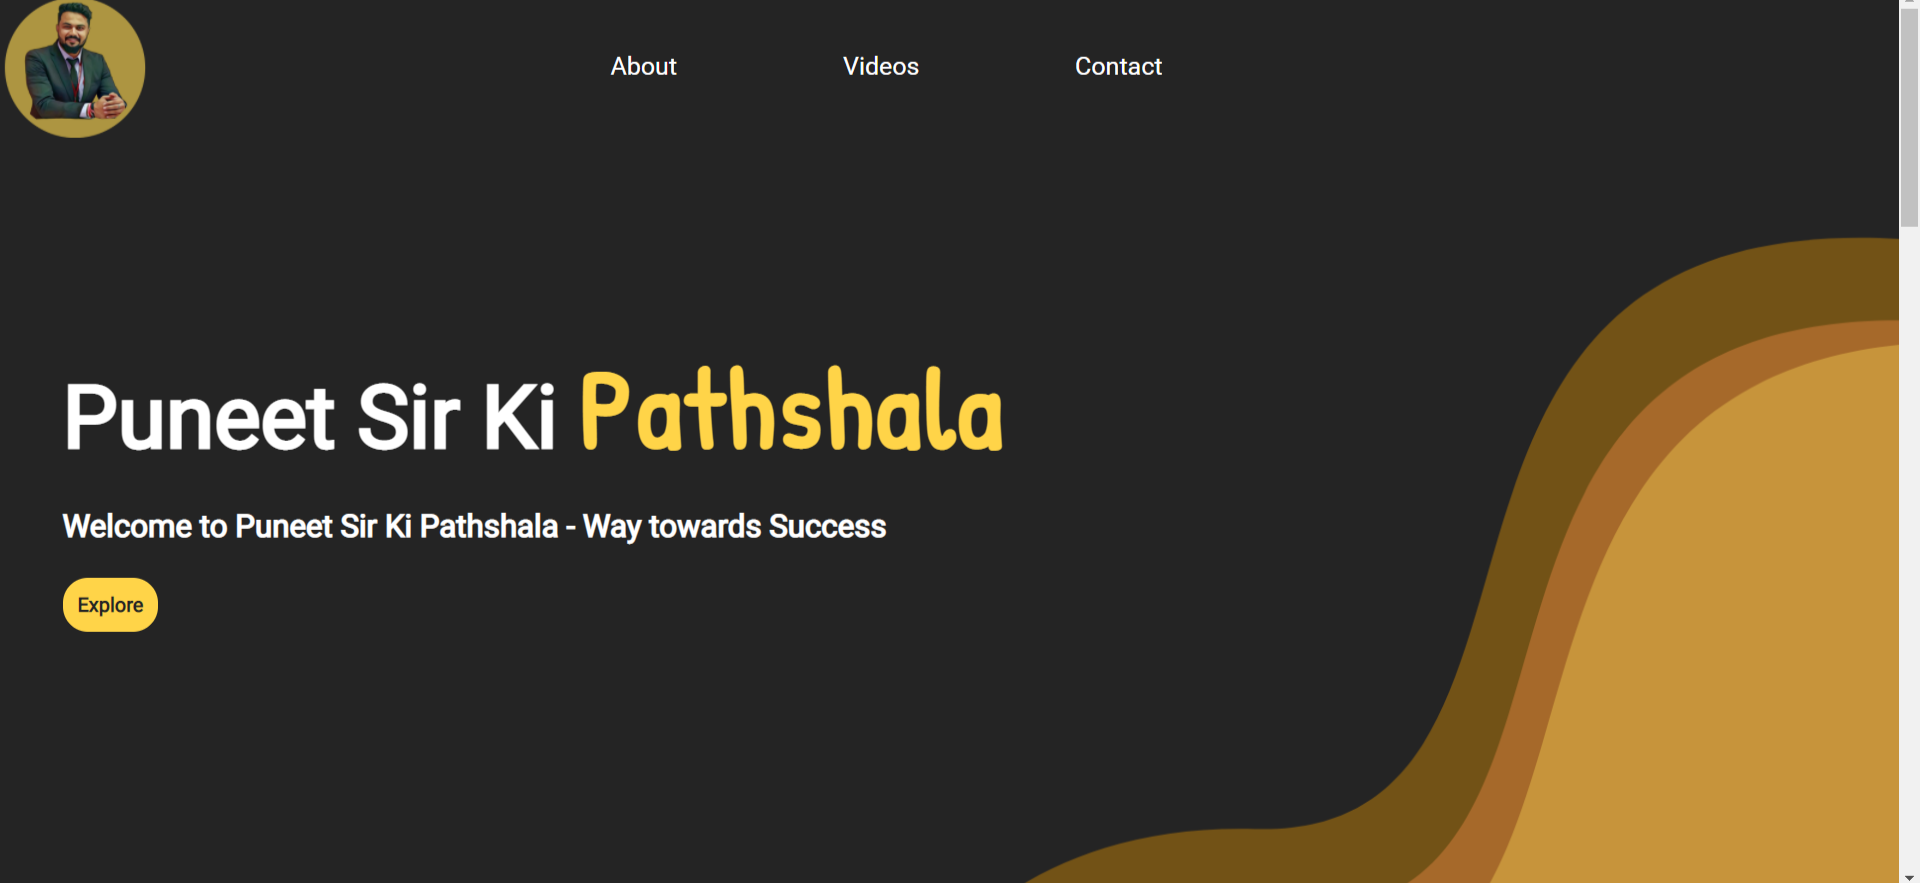 About
Videos
Contact
Puneet Sir Ki Pathshala
Welcome to Puneet Sir Ki Pathshala - Way towards Success
Explore